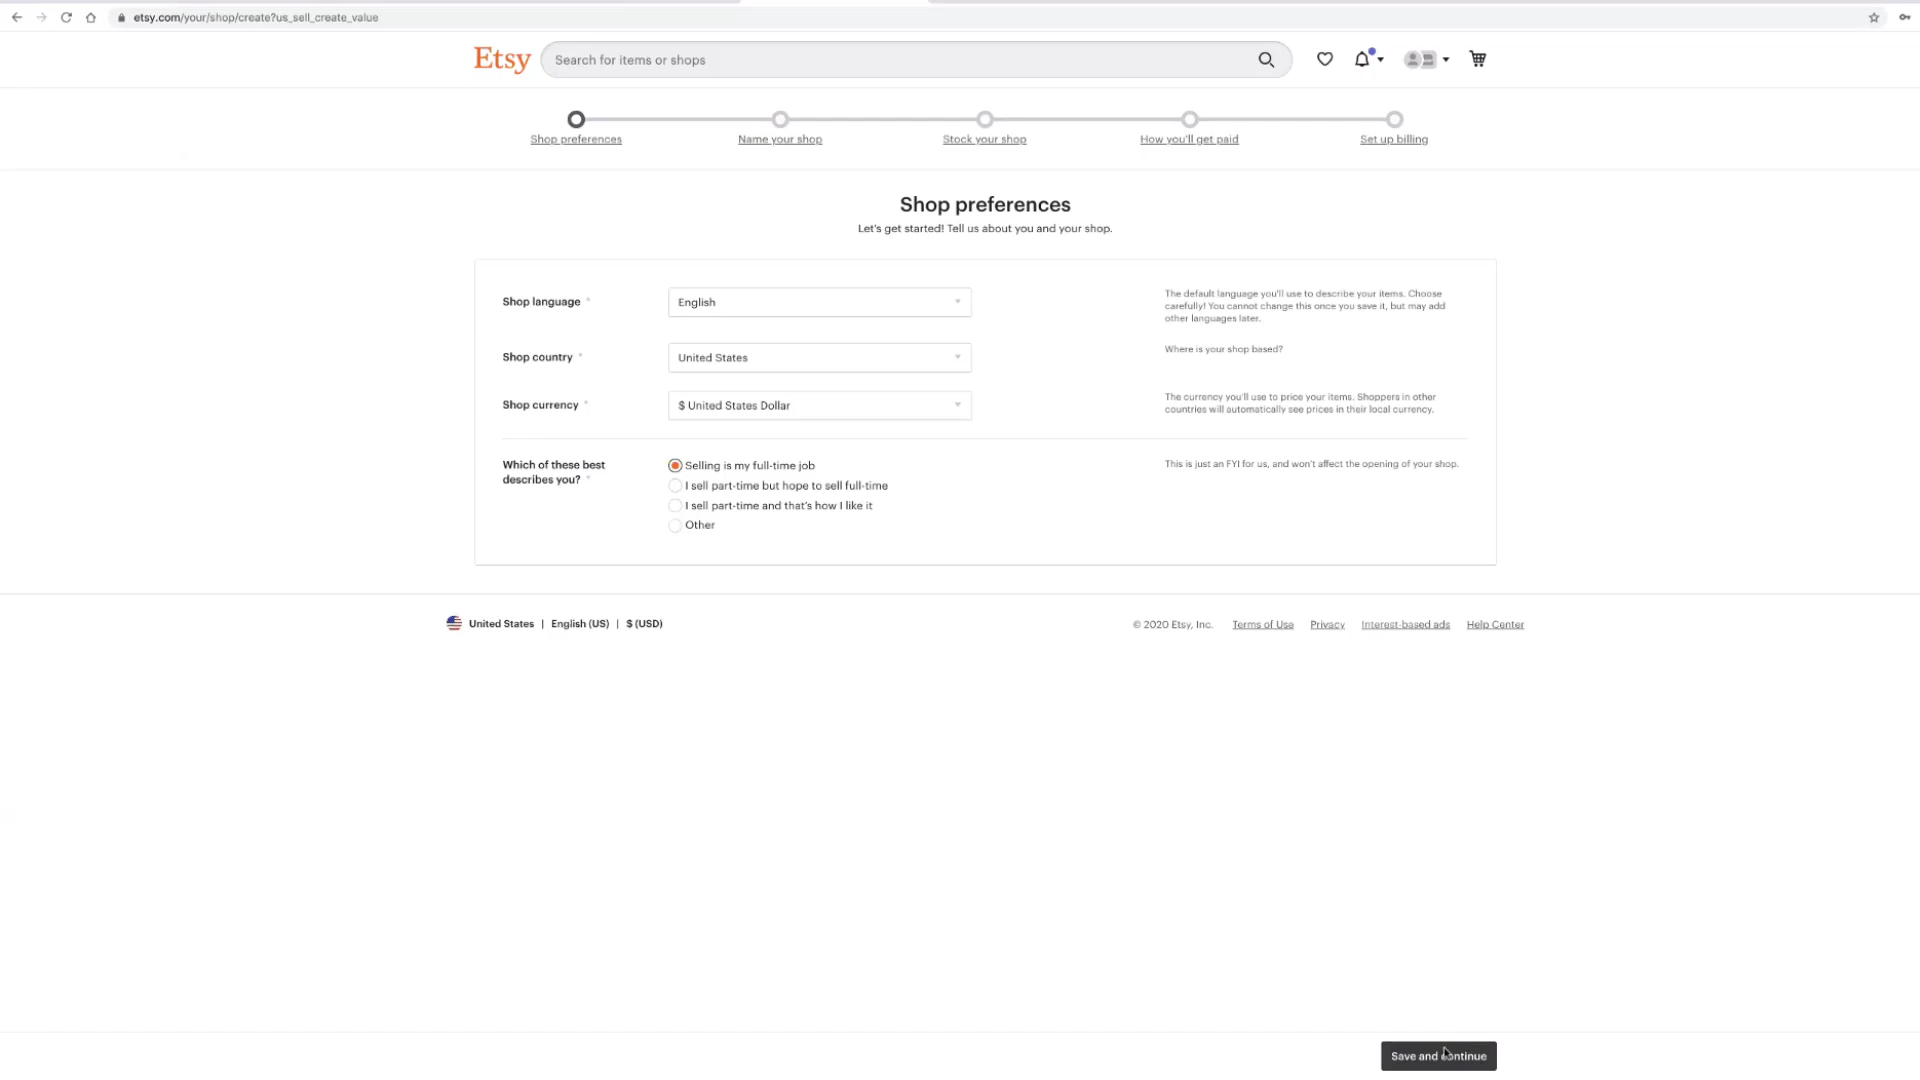 etsy.com/your/shop/create?us_sell_create_value
Etsy
Search for items or shops
Shop preferences
Name your shop
Stock your shop
How you'll get paid
Set up billing
Shop preferences
Let's get started! Tell us about you and your shop.
Shop language *
English
The default language you'll use to describe your items. Choose
carefully! You cannot change this once you save it, but may add
other languages later.
Shop country *
United States
Where is your shop based?
Shop currency *
$ United States Dollar
The currency you'll use to price your items. Shoppers in other
countries will automatically see prices in their local currency.
Which of these best
describes you? *
Selling is my full-time job
I sell part-time but hope to sell full-time
I sell part-time and that's how I like it
Other
This is just an FYI for us, and won't affect the opening of your shop.
United States | English (US) | $ (USD)
© 2020 Etsy, Inc. Terms of Use Privacy Interest-based ads Help Center
Save and continue